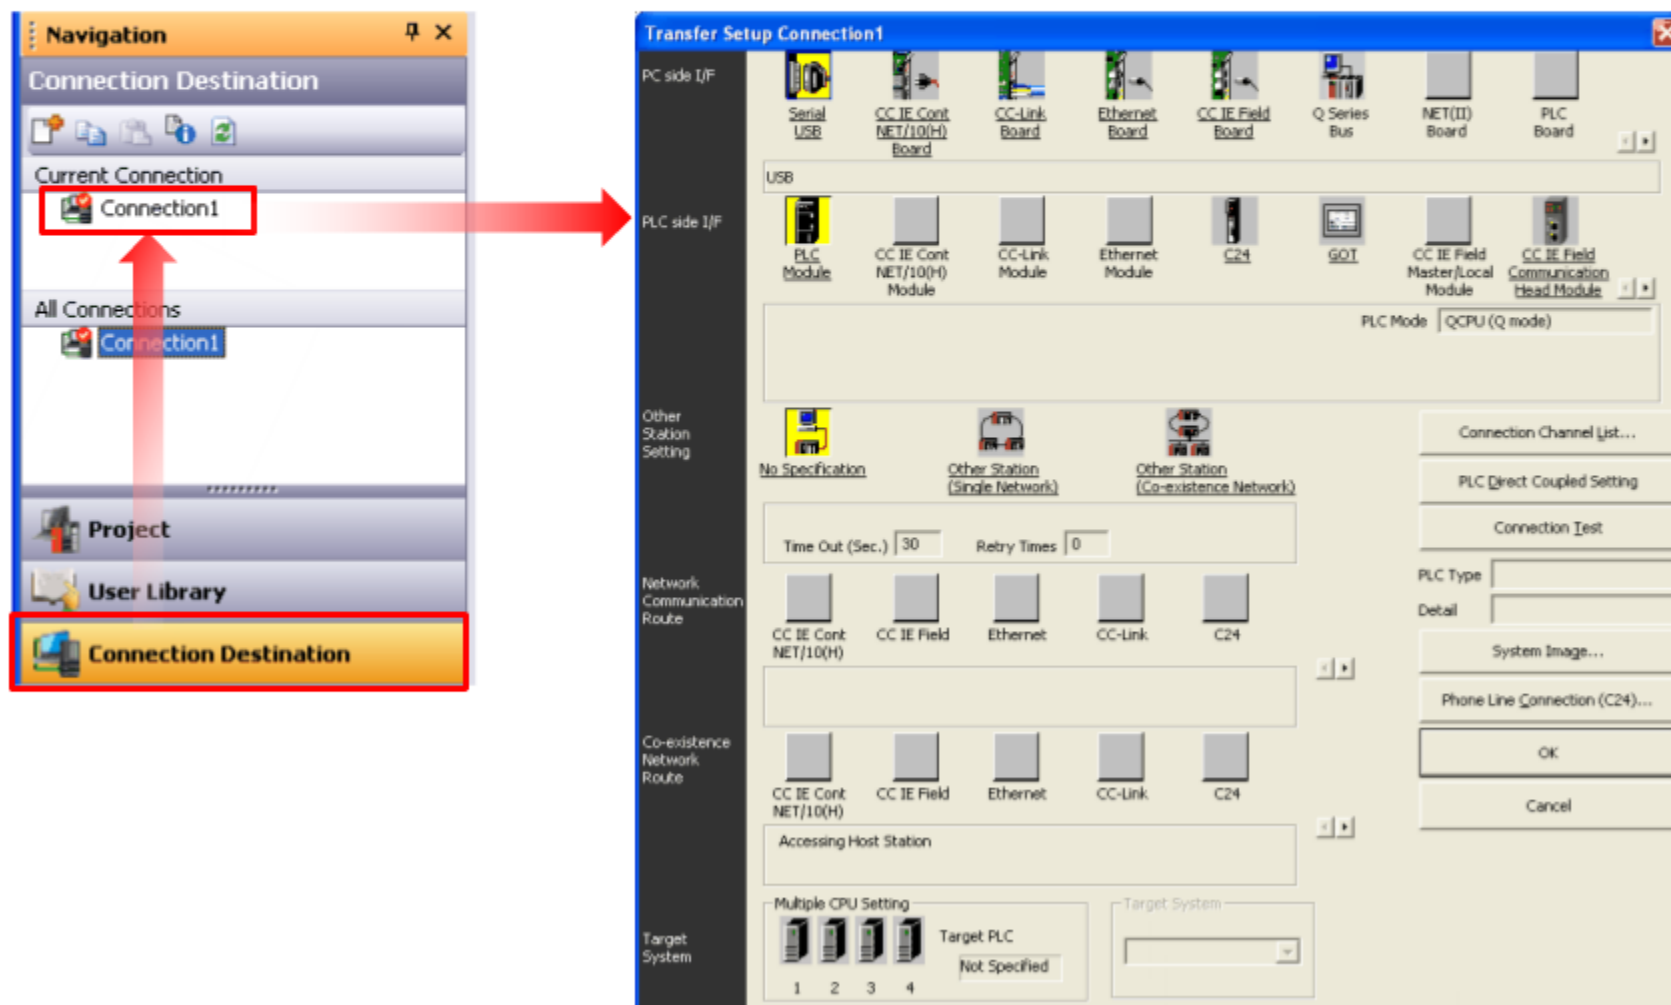 Navigation
Connection Destination
Current Connection
Connection1
All Connections
Connection1
Project
User Library
Connection Destination
Transfer Setup Connection1
PC side I/F
Serial
USB
CC IE Cont
NET/10(H)
Board
CC-Link
Board
Ethernet
Board
CC IE Field
Board
Q Series
Bus
NET(II)
Board
PLC
Board
USB
PLC side I/F
PLC
Module
CC IE Cont
NET/10(H)
Module
CC-Link
Module
Ethernet
Module
C24
GOT
CC IE Field
Master/Local
Module
CC IE Field
Communication
Head Module
PLC Mode QCPU (Q mode)
Other
Station
Setting
No Specification
Other Station
(Single Network)
Other Station
(Co-existence Network)
Time Out (Sec.) 30 Retry Times 0
Connection Channel List...
PLC Direct Coupled Setting
Connection Test
PLC Type
Detail
System Image...
Phone Line Connection (C24)...
OK
Cancel
Network
Communication
Route
CC IE Cont
NET/10(H)
CC IE Field
Ethernet
CC-Link
C24
Co-existence
Network
Route
CC IE Cont
NET/10(H)
CC IE Field
Ethernet
CC-Link
C24
Accessing Host Station
Target
System
Multiple CPU Setting
1 2 3 4
Target PLC
Not Specified
Target System